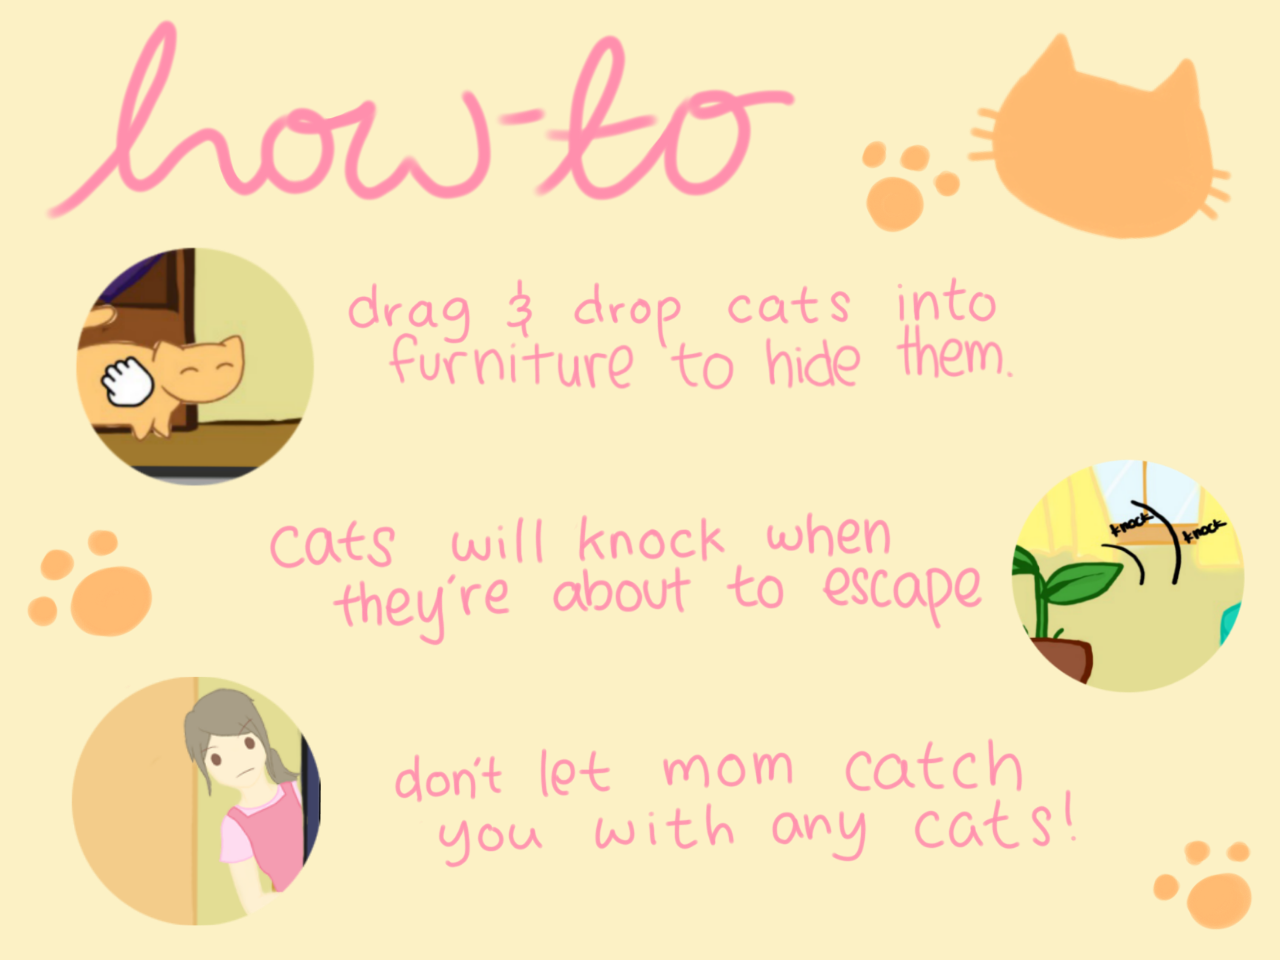 how-to
drag & drop cats into
furniture to hide them.
cats will knock when
they're about to escape
knock
knock
don't let mom catch
you with any cats!